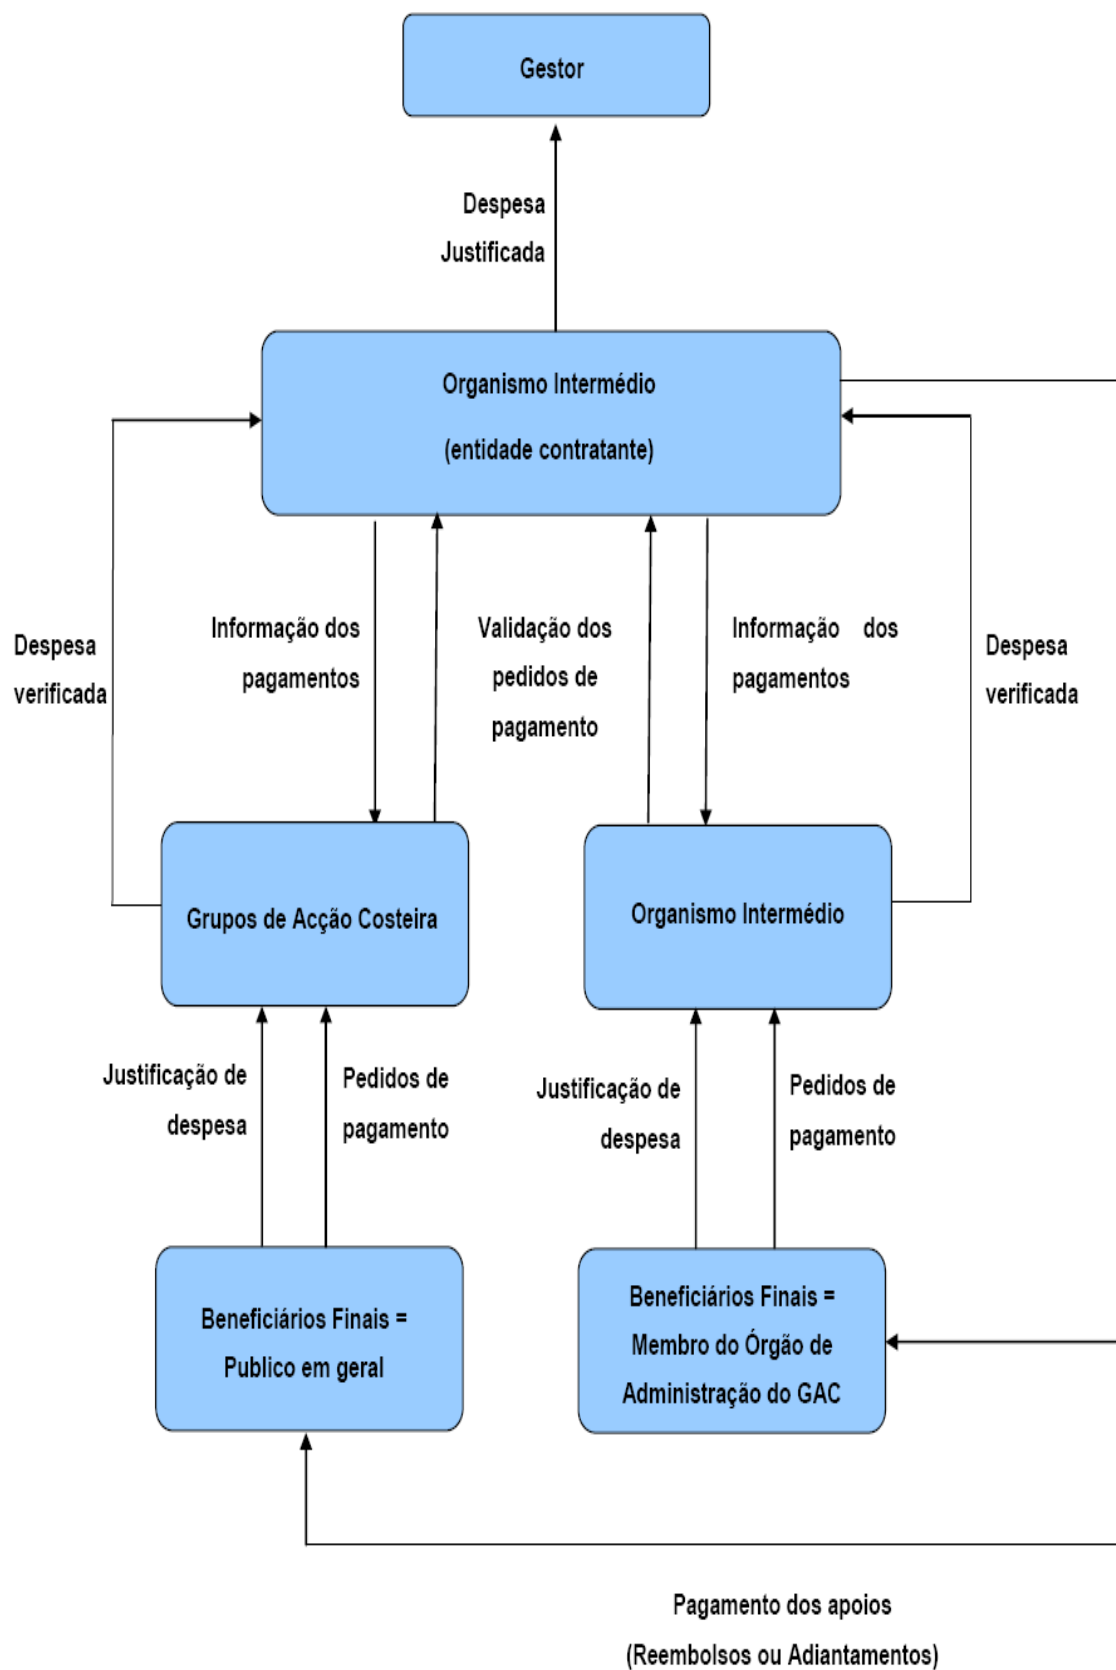 Gestor
Despesa
Justificada
Organismo Intermédio
(entidade contratante)
Despesa
verificada
Informação dos
pagamentos
Validação dos
pedidos de
pagamento
Informação dos
pagamentos
Despesa
verificada
Grupos de Acção Costeira
Organismo Intermédio
Justificação de
despesa
Pedidos de
pagamento
Justificação de
despesa
Pedidos de
pagamento
Beneficiários Finais =
Publico em geral
Beneficiários Finais =
Membro do Órgão de
Administração do GAC
Pagamento dos apoios
(Reembolsos ou Adiantamentos)